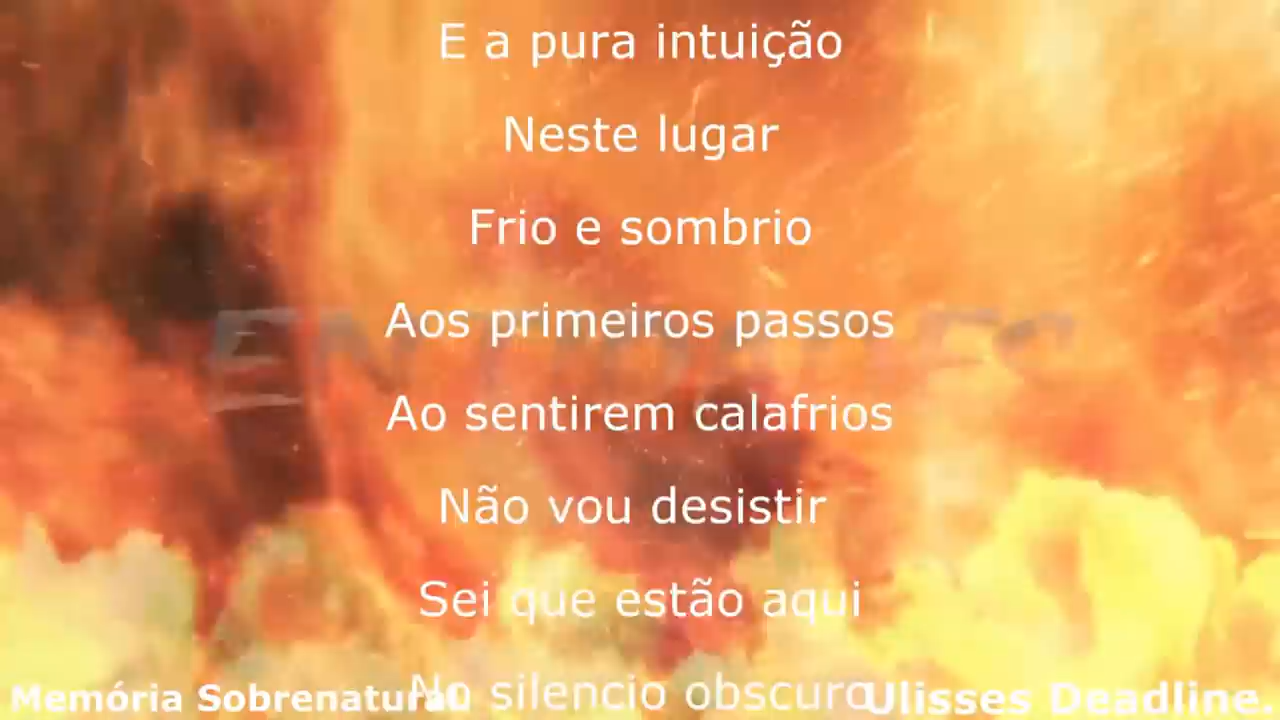 E a pura intuição
Neste lugar
Frio e sombrio
Aos primeiros passos
Ao sentirem calafrios
Não vou desistir
Sei que estão aqui
No silencio obscuro
Memória Sobrenatural
Ulisses Deadline.